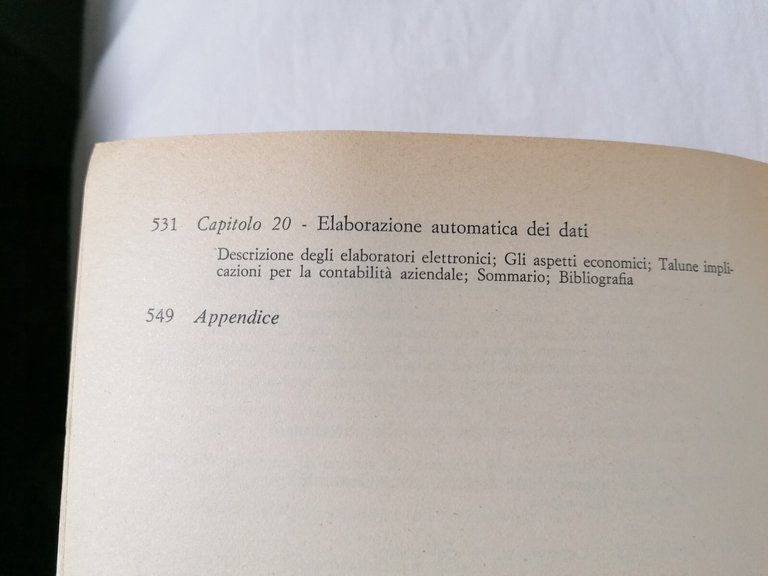 531 Capitolo 20 - Elaborazione automatica dei dati
Descrizione degli elaboratori elettronici; Gli aspetti economici; Talune impli-
cazioni per la contabilità aziendale; Sommario; Bibliografia
549 Appendice